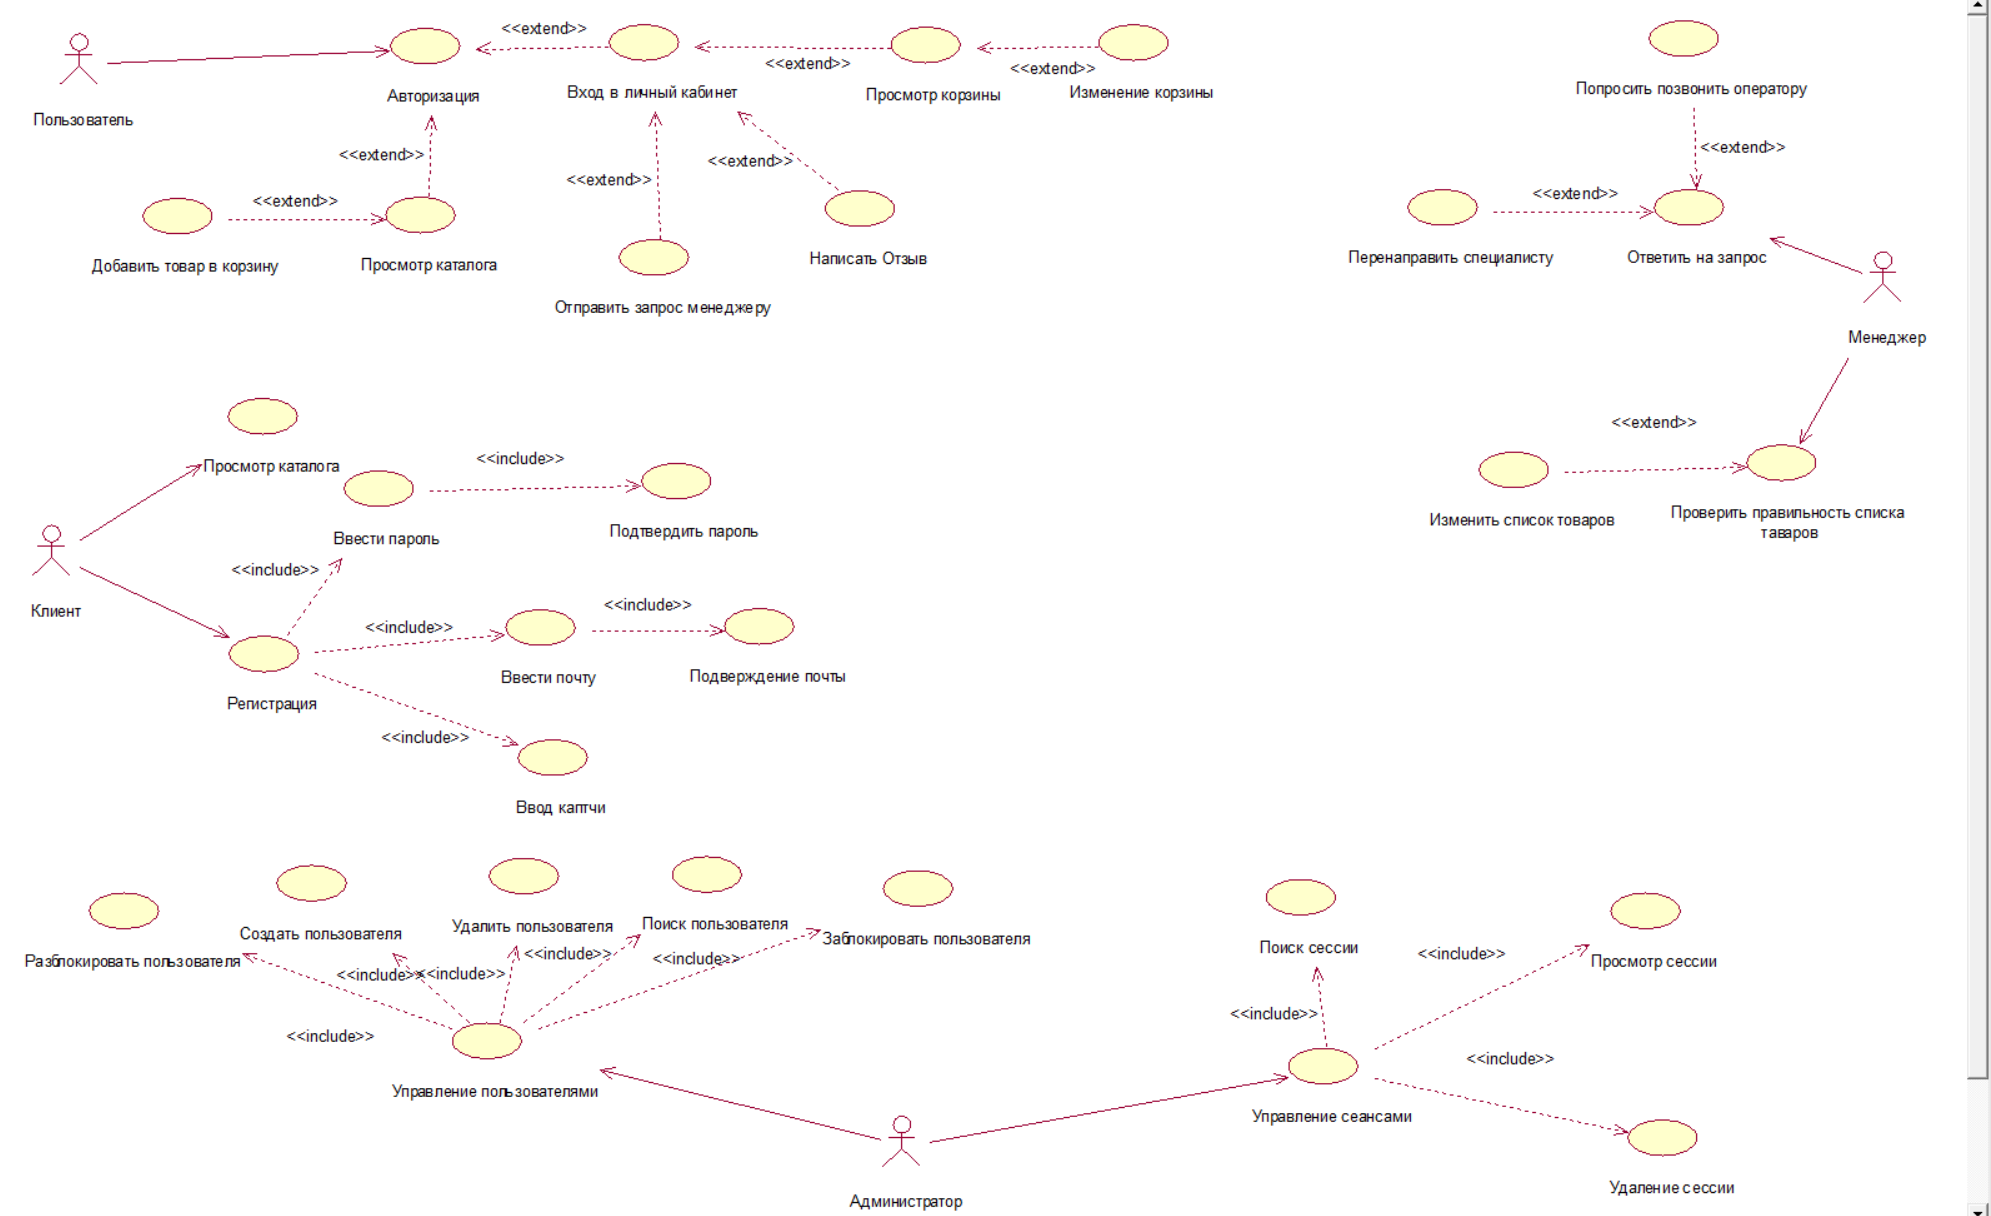 <<extend>>
Пользователь
Авторизация
Вход в личный кабинет
<<extend>>
Просмотр корзины
<<extend>>
Изменение корзины
Попросить позвонить оператору
<<extend>>
<<extend>>
<<extend>>
Добавить товар в корзину
Просмотр каталога
<<extend>>
<<extend>>
Написать Отзыв
Отправить запрос менеджеру
<<extend>>
Перенаправить специалисту
Ответить на запрос
Менеджер
<<extend>>
Изменить список товаров
Проверить правильность списка
таваров
Просмотр каталога
<<include>>
Ввести пароль
Подтвердить пароль
<<include>>
Клиент
<<include>>
<<include>>
Регистрация
Ввести почту
Подверждение почты
<<include>>
Ввод каптчи
Разблокировать пользователя
Создать пользователя
Удалить пользователя
Поиск пользователя
Заблокировать пользователя
<<include>>
<<include>>
<<include>>
<<include>>
<<include>>
Управление пользователями
Поиск сессии
<<include>>
Просмотр сессии
<<include>>
<<include>>
Управление сеансами
Удаление сессии
Администратор